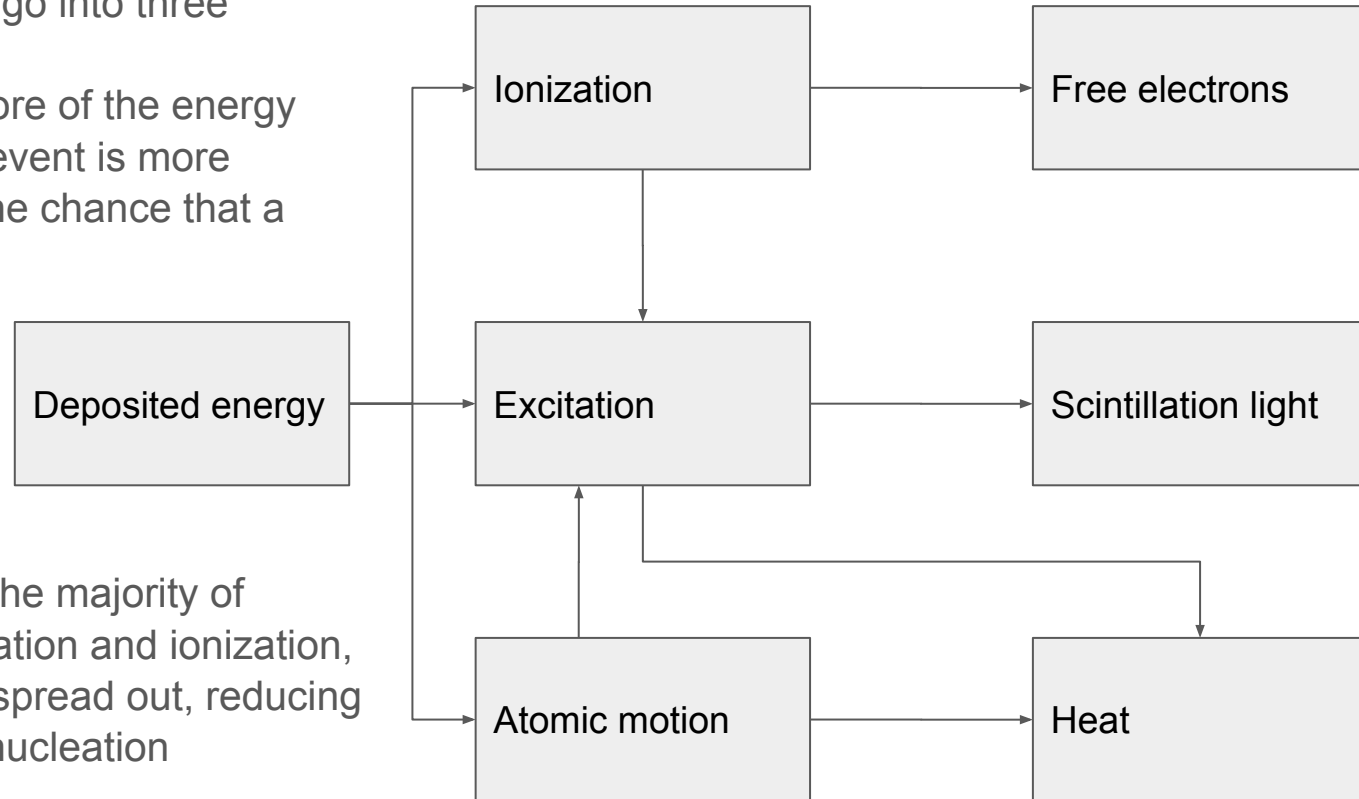 go into three
ore of the energy
event is more
he chance that a
he majority of
ation and ionization,
spread out, reducing
nucleation
Ionization
Free electrons
Deposited energy
Excitation
Scintillation light
Atomic motion
Heat